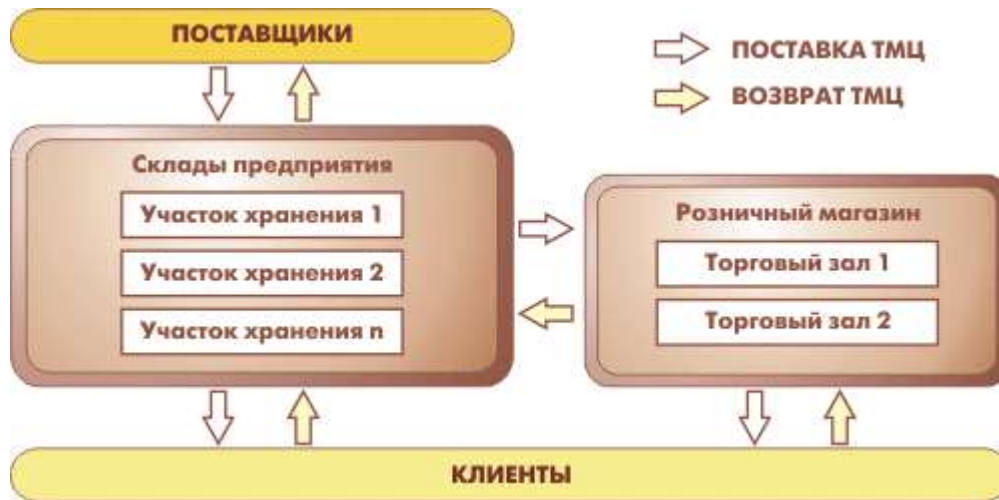 ПОСТАВЩИКИ
ПОСТАВКА ТМЦ
ВОЗВРАТ ТМЦ
Склады предприятия
Участок хранения 1
Участок хранения 2
Участок хранения n
Розничный магазин
Торговый зал 1
Торговый зал 2
КЛИЕНТЫ